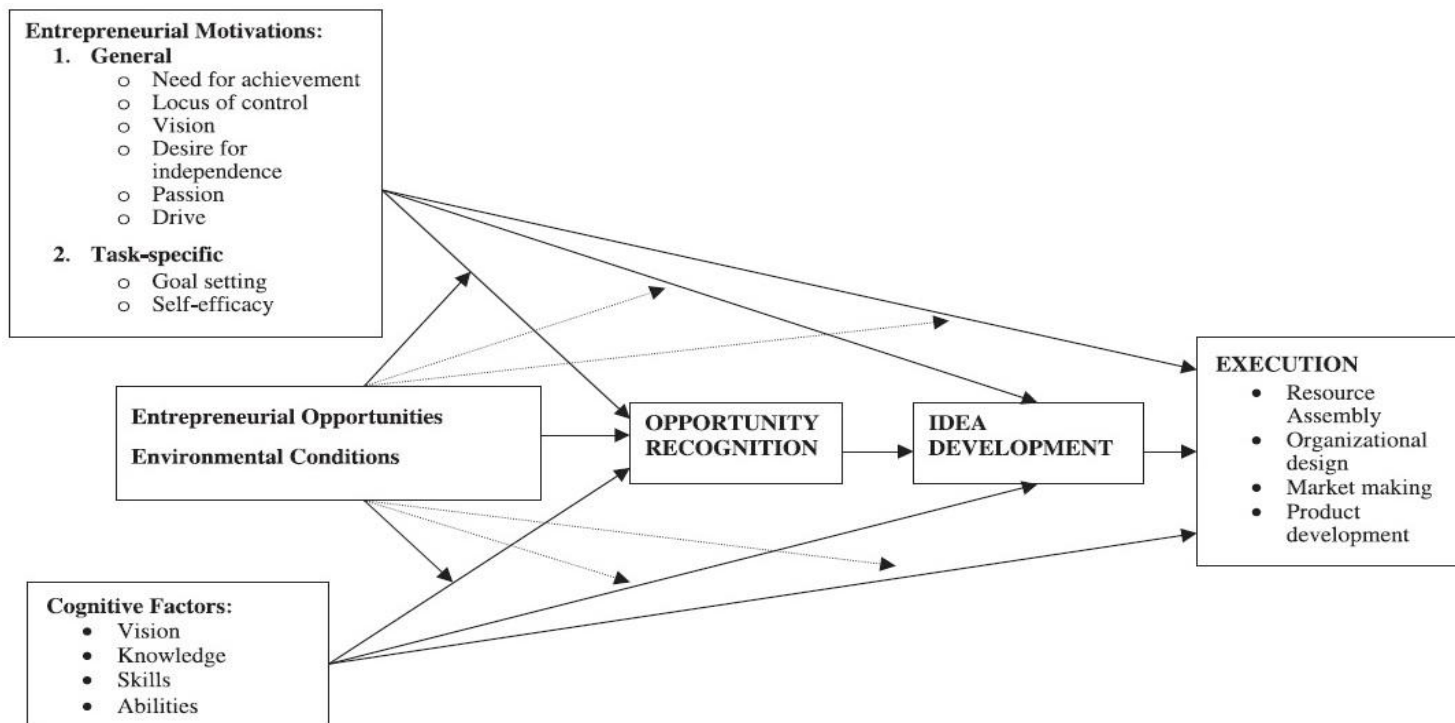 Entrepreneurial Motivations:
1. General
o Need for achievement
o Locus of control
o Vision
o Desire for
independence
o Passion
o Drive
2. Task-specific
o Goal setting
o Self-efficacy
Entrepreneurial Opportunities
Environmental Conditions
OPPORTUNITY
RECOGNITION
IDEA
DEVELOPMENT
EXECUTION
• Resource
Assembly
• Organizational
design
• Market making
• Product
development
Cognitive Factors:
• Vision
• Knowledge
• Skills
• Abilities